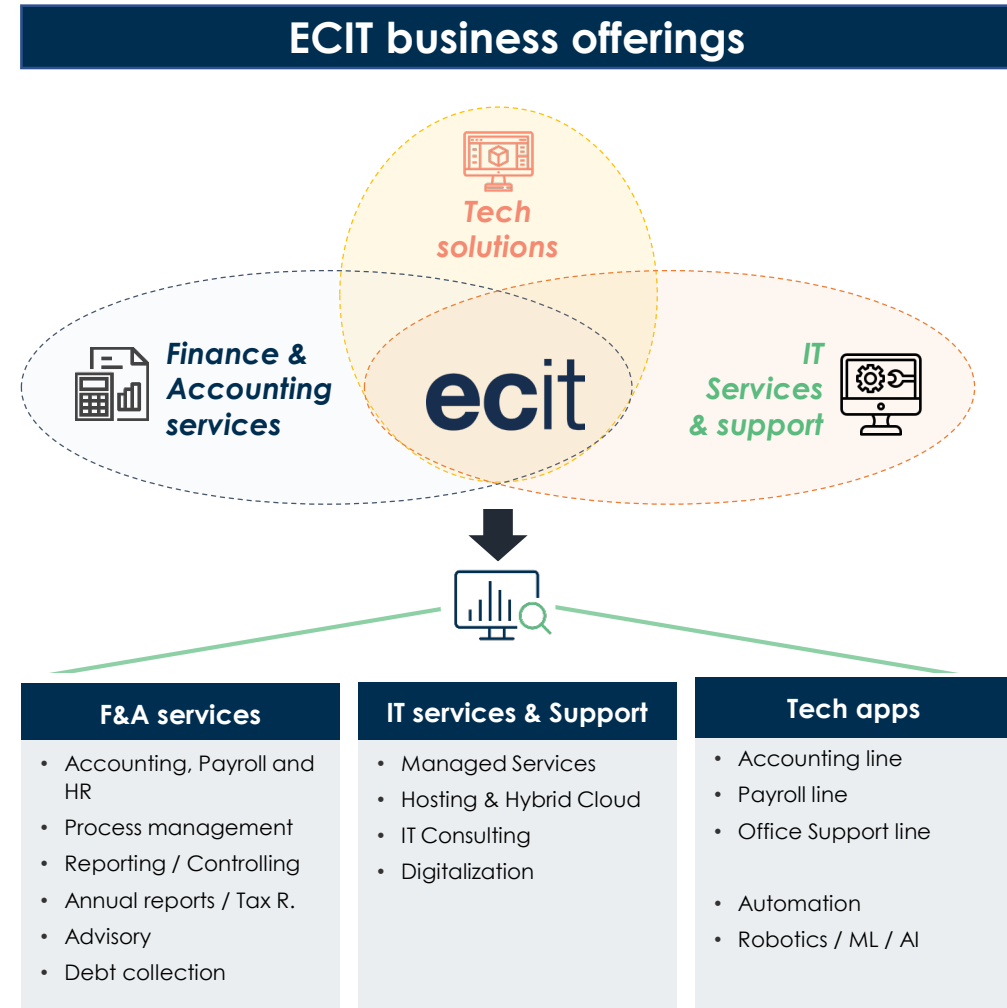 ECIT business offerings
Tech
solutions
Finance &
Accounting
services
ecit
IT
Services
& support
F&A services
• Accounting, Payroll and
HR
• Process management
• Reporting / Controlling
• Annual reports / Tax R.
• Advisory
• Debt collection
IT services & Support
• Managed Services
• Hosting & Hybrid Cloud
• IT Consulting
• Digitalization
Tech apps
• Accounting line
• Payroll line
• Office Support line
• Automation
• Robotics / ML / AI